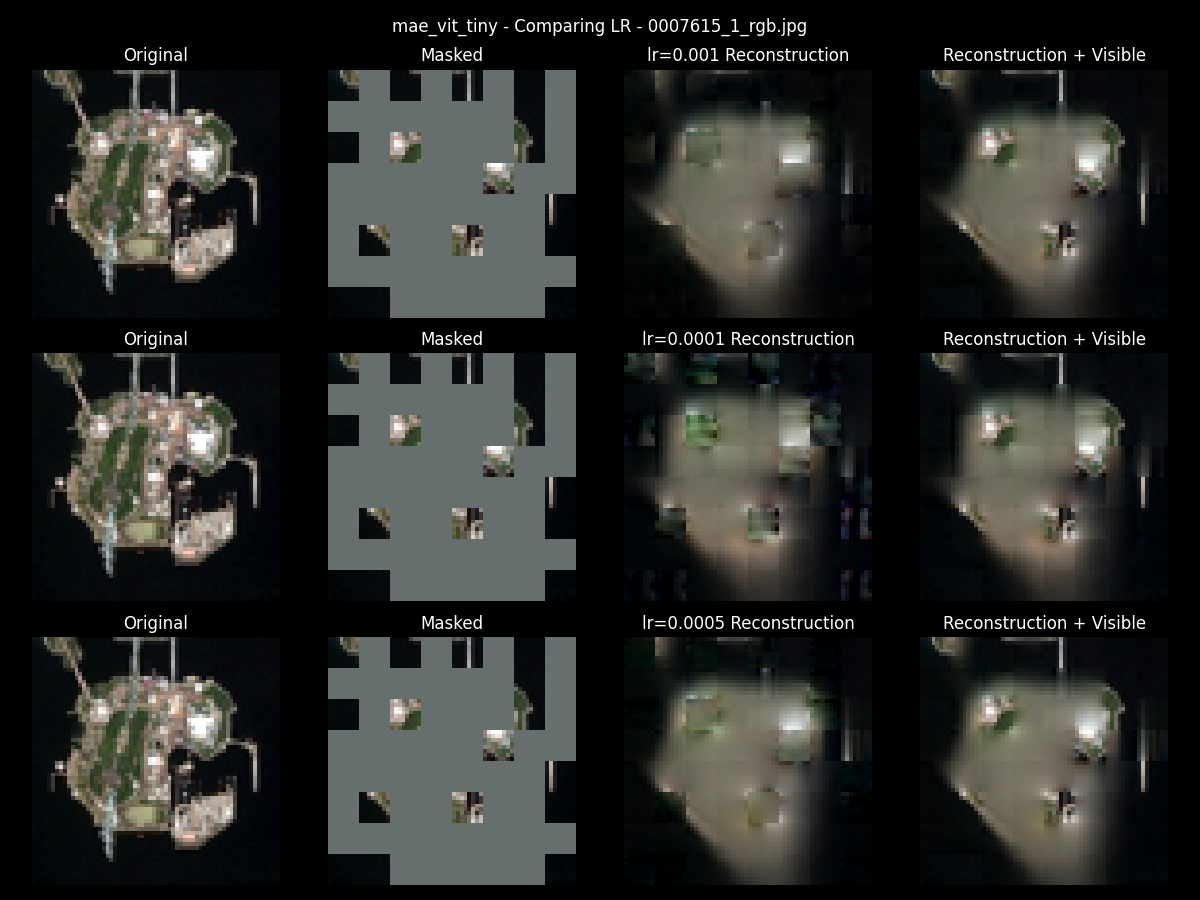 mae_vit_tiny - Comparing LR - 0007615_1_rgb.jpg
Original Masked lr=0.001 Reconstruction Reconstruction + Visible
Original Masked lr=0.0001 Reconstruction Reconstruction + Visible
Original Masked lr=0.0005 Reconstruction Reconstruction + Visible